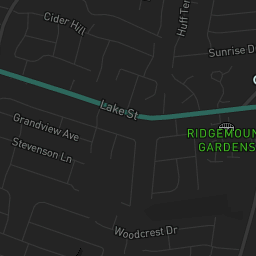 Cider Hill
Huff Ter
Sunrise D
Lake St
Grandview Ave
Stevenson Ln
RIDGEMOUN
GARDENS
Woodcrest Dr